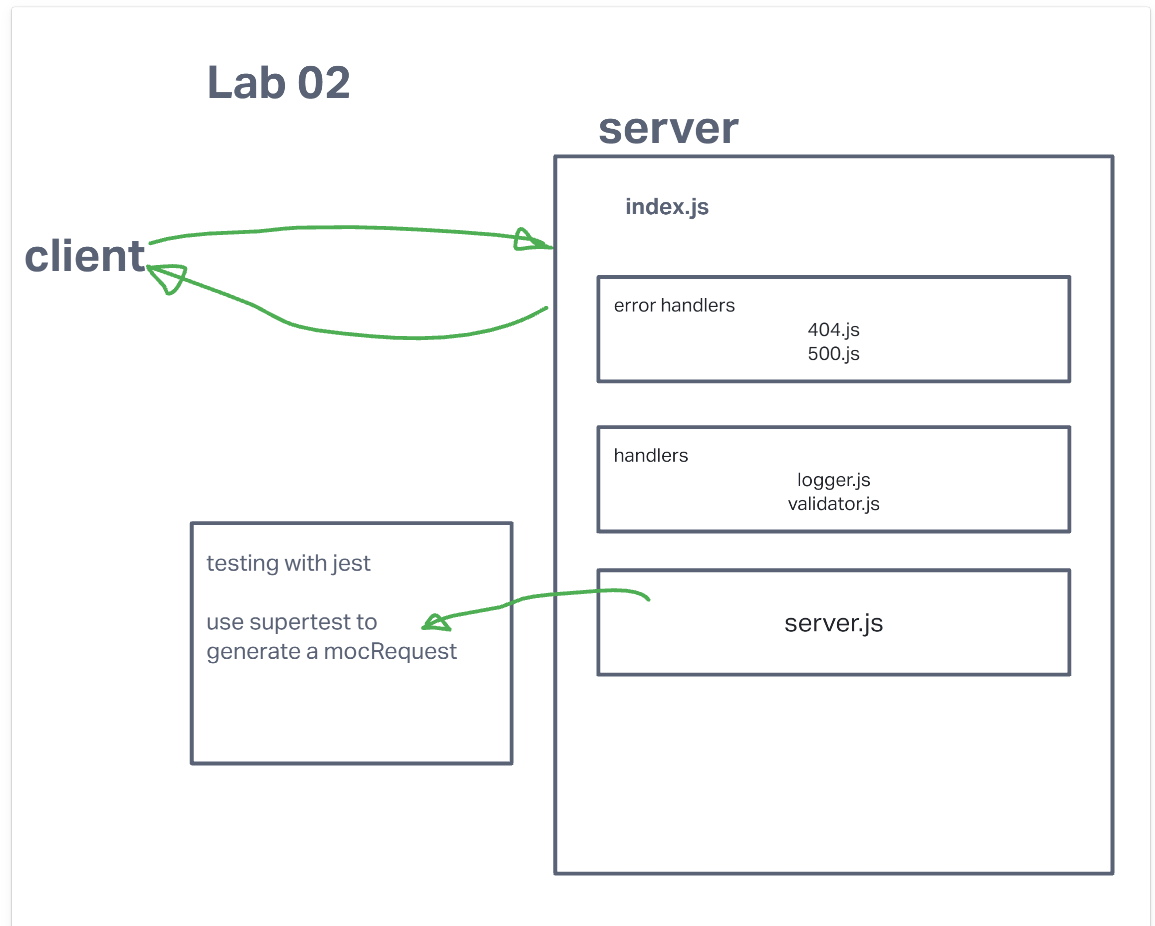 Lab 02
server
index.js
client
error handlers
404.js
500.js
handlers
logger.js
validator.js
testing with jest
use supertest to
generate a mocRequest
server.js